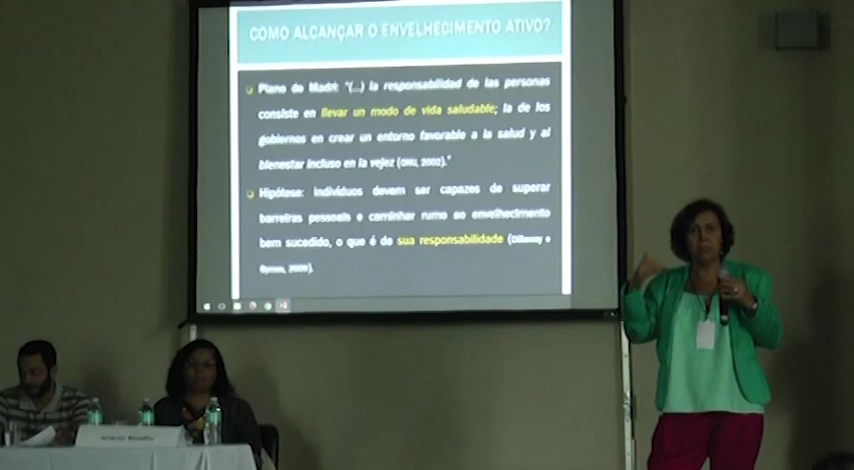 COMO ALCANÇAR O ENVELHECIMENTO ATIVO?
Plano de Madri: "(...) la responsabilidad de las personas
consiste en llevar un modo de vida saludable; la de los
gobiernos en crear un entorno favorable a la salud y al
bienestar incluso en la vejez (ONU, 2002)."
Hipótese: indivíduos devem ser capazes de superar
barreiras pessoais e caminhar rumo ao envelhecimento
bem sucedido, o que é de sua responsabilidade (Dillaway e
Byrnes, 2009).